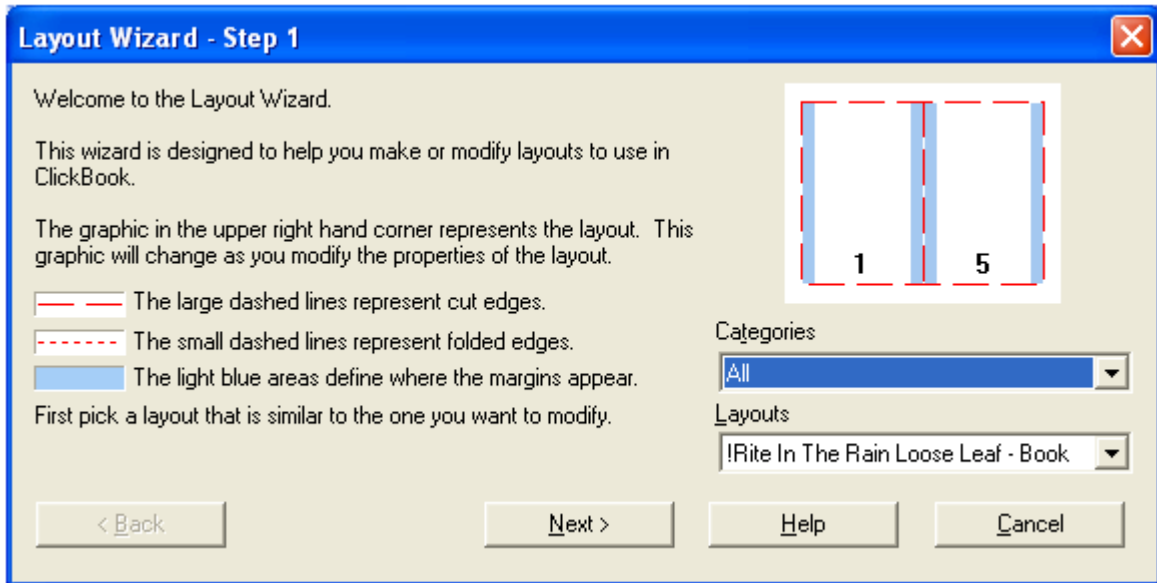 Layout Wizard - Step 1
Welcome to the Layout Wizard.
This wizard is designed to help you make or modify layouts to use in
ClickBook.
The graphic in the upper right hand corner represents the layout.  This
graphic will change as you modify the properties of the layout.
The large dashed lines represent cut edges.
The small dashed lines represent folded edges.
The light blue areas define where the margins appear.
First pick a layout that is similar to the one you want to modify.
1 5
Categories
All
Layouts
!Rite In The Rain Loose Leaf - Book
< Back Next > Help Cancel